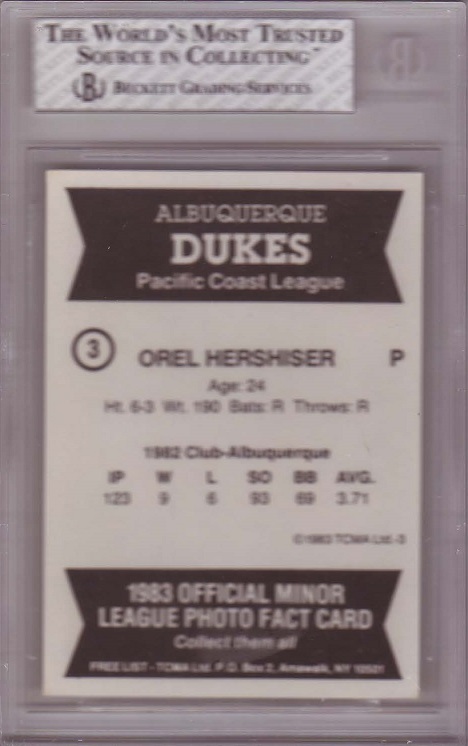 THE WORLD'S MOST TRUSTED
SOURCE IN COLLECTING™
B BECKETT GRADING SERVICES
ALBUQUERQUE
DUKES
Pacific Coast League
3 OREL HERSHISER P
Age: 24
Ht. 6-3 Wt. 190 Bats: R Throws: R
1982 Club-Albuquerque
IP W L SO BB AVG.
123 9 6 93 69 3.71
©1983 TCMA Ltd.-3
1983 OFFICIAL MINOR
LEAGUE PHOTO FACT CARD
Collect them all
FREE LIST - TCMA Ltd. P.O. Box 2, Amawalk, NY 10501